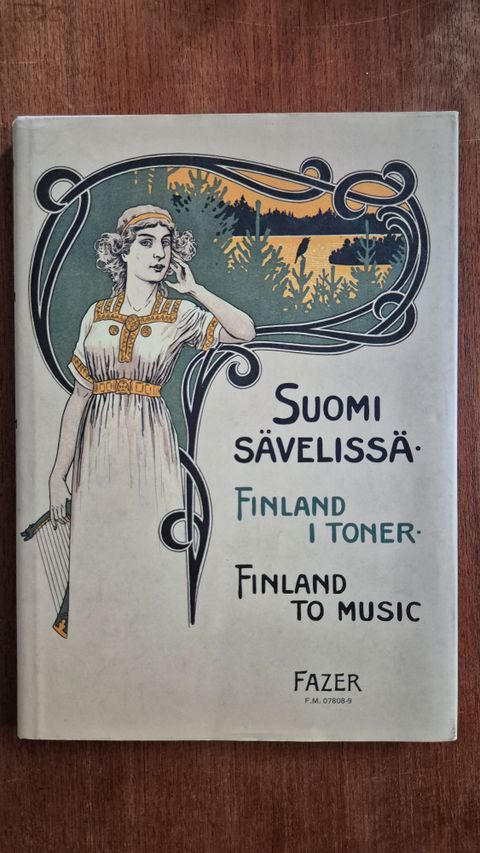 SUOMI
SÄVELISSÄ·
FINLAND
I TONER·
FINLAND
TO MUSIC
FAZER
F.M. 07808-9